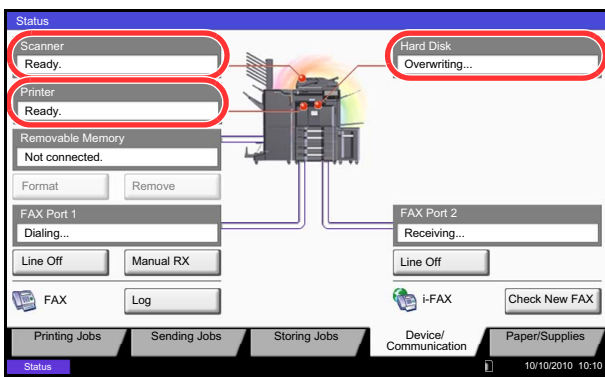 Status
Scanner
Ready.
Hard Disk
Overwriting...
Printer
Ready.
Removable Memory
Not connected.
Format Remove
FAX Port 1
Dialing...
FAX Port 2
Receiving...
Line Off Manual RX
Line Off
FAX Log
i-FAX Check New FAX
Printing Jobs Sending Jobs Storing Jobs Device/
Communication Paper/Supplies
Status 10/10/2010 10:10